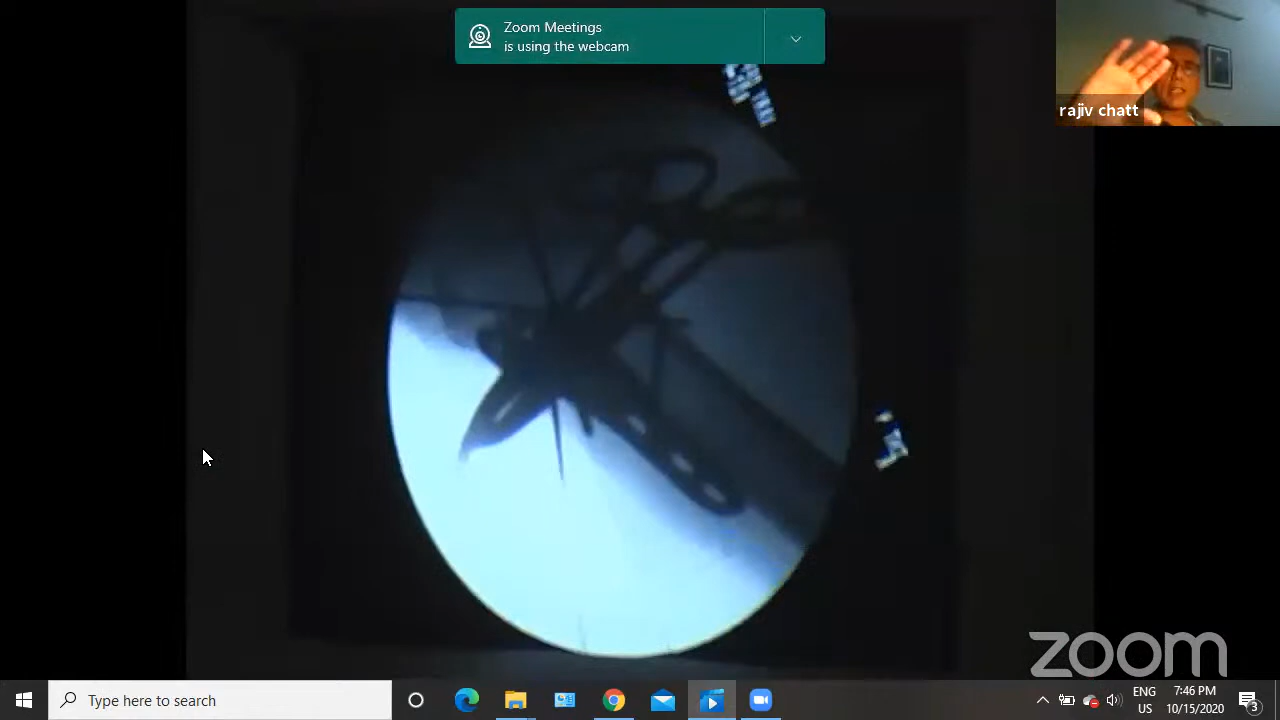 Zoom Meetings
is using the webcam
rajiv chatt
zoom
Type here to search
ENG
US
7:46 PM
10/15/2020
3